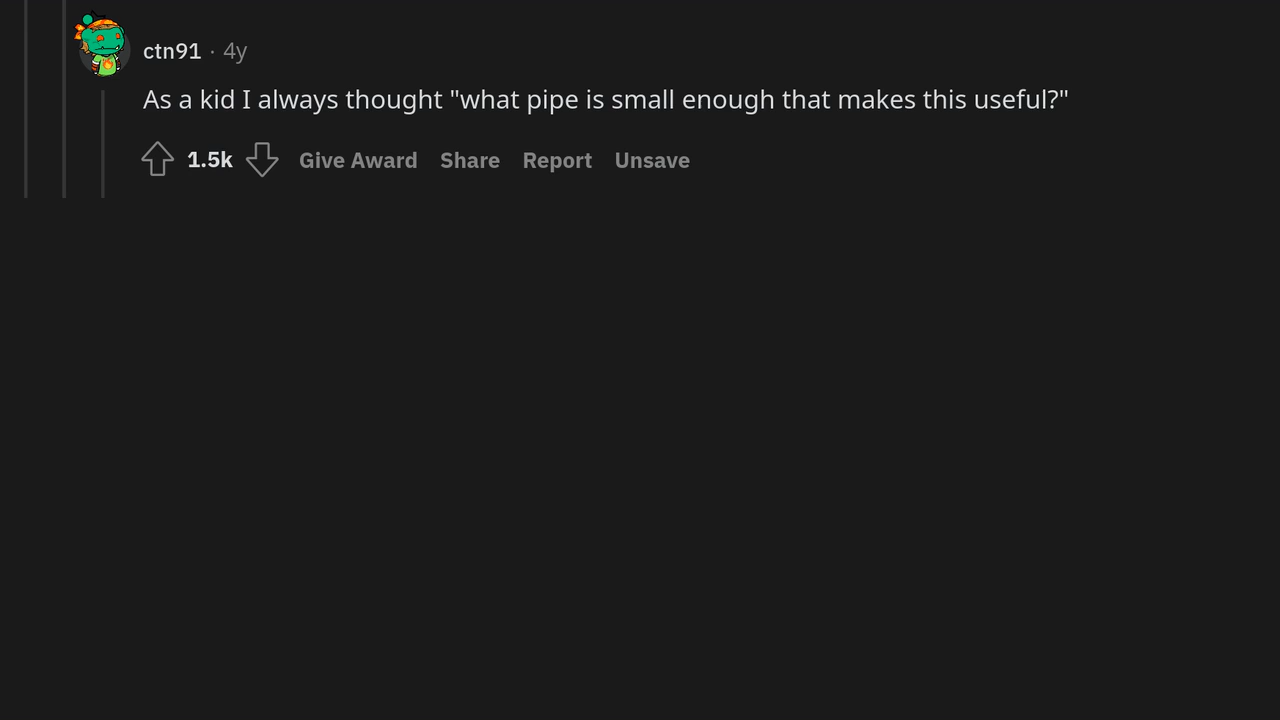 ctn91 · 4y
As a kid I always thought "what pipe is small enough that makes this useful?"
1.5k Give Award Share Report Unsave